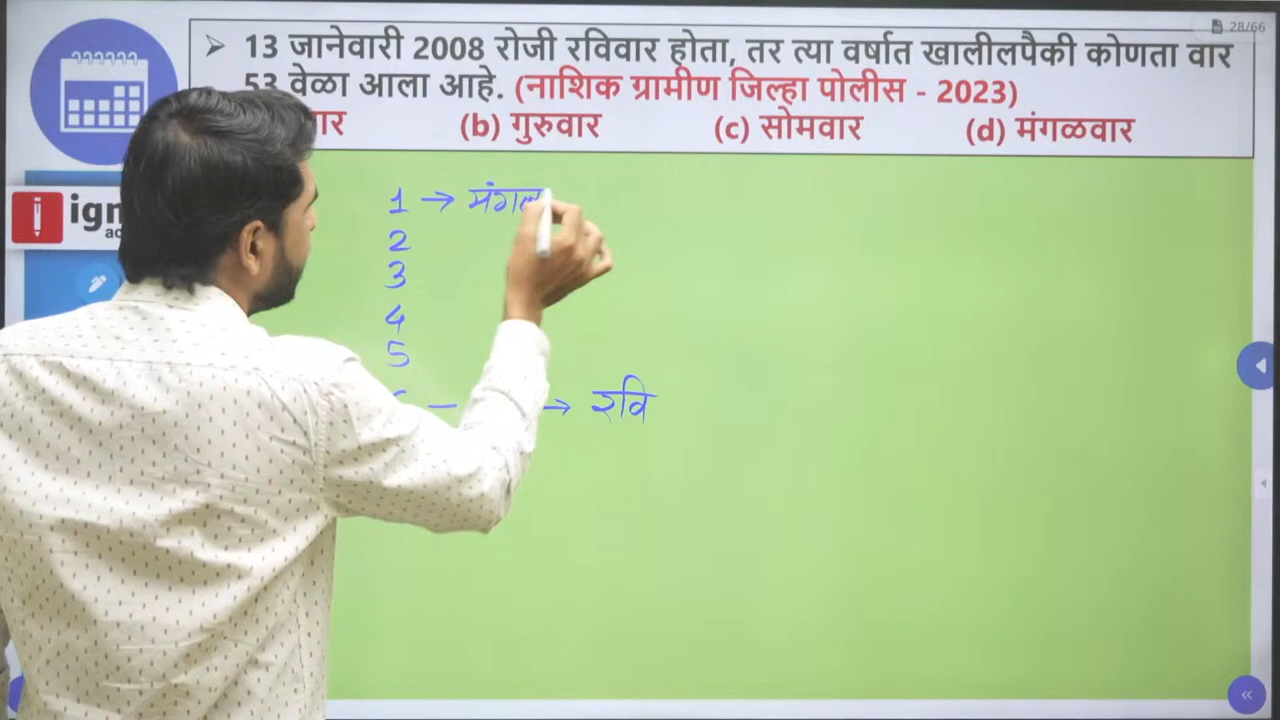 28/66
➤ 13 जानेवारी 2008 रोजी रविवार होता, तर त्या वर्षात खालीलपैकी कोणता वार
53 वेळा आला आहे. (नाशिक ग्रामीण जिल्हा पोलीस - 2023)
(b) गुरुवार (c) सोमवार (d) मंगळवार
ign
1 → मंगल
2
3
4
5
→ रवि